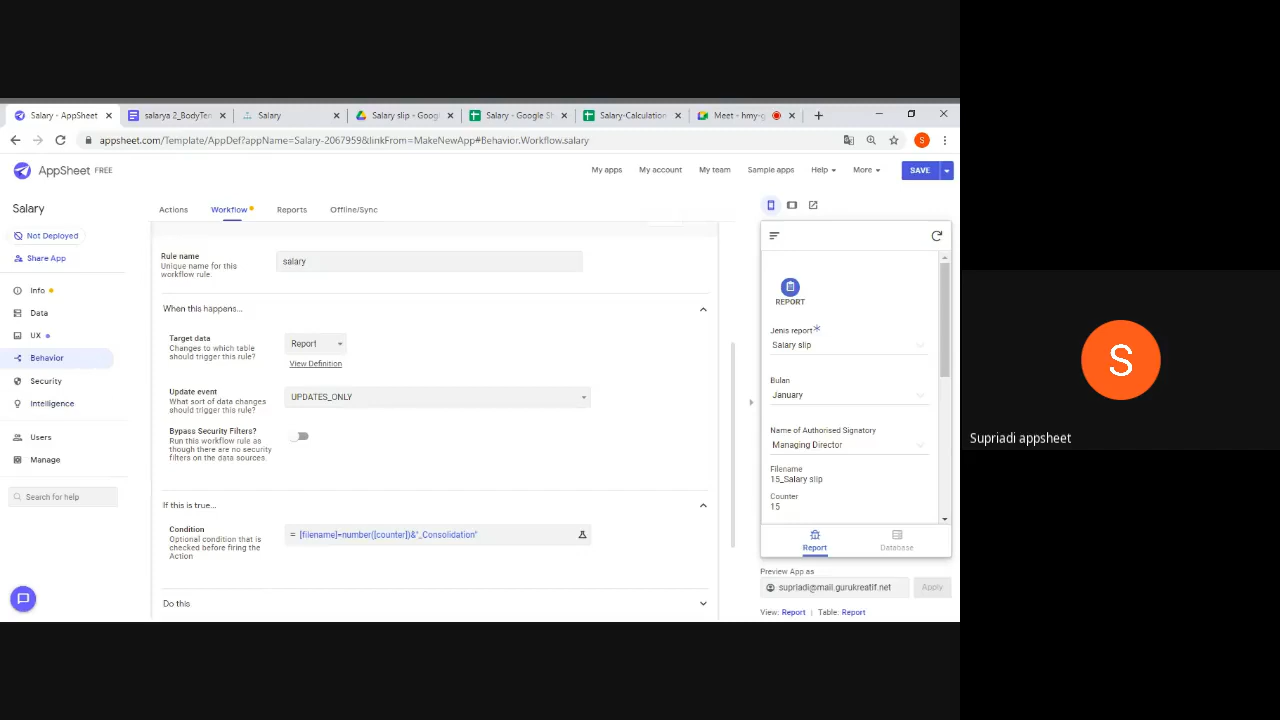 Salary - AppSheet
salarya 2_BodyTen
Salary
Salary slip - Googl
Salary - Google Sh
Salary-Calculation
Meet - hmy-g
appsheet.com/Template/AppDef?appName=Salary-2067959&linkFrom=MakeNewApp#Behavior.Workflow.salary
S
AppSheet FREE
My apps
My account
My team
Sample apps
Help
More
SAVE
Salary
Not Deployed
Share App
Info
Data
UX
Behavior
Security
Intelligence
Users
Manage
Search for help
Actions
Workflow
Reports
Offline/Sync
Rule name
Unique name for this
workflow rule.
salary
When this happens...
Target data
Changes to which table
should trigger this rule?
Report
View Definition
Update event
What sort of data changes
should trigger this rule?
UPDATES_ONLY
Bypass Security Filters?
Run this workflow rule as
though there are no security
filters on the data sources.
If this is true...
Condition
Optional condition that is
checked before firing the
Action
= [filename]=number([counter])&"_Consolidation"
Do this
REPORT
Jenis report*
Salary slip
Bulan
January
Name of Authorised Signatory
Managing Director
Filename
15_Salary slip
Counter
15
Report
Database
Preview App as
supriadi@mail.gurukreatif.net
Apply
View: Report | Table: Report
S
Supriadi appsheet